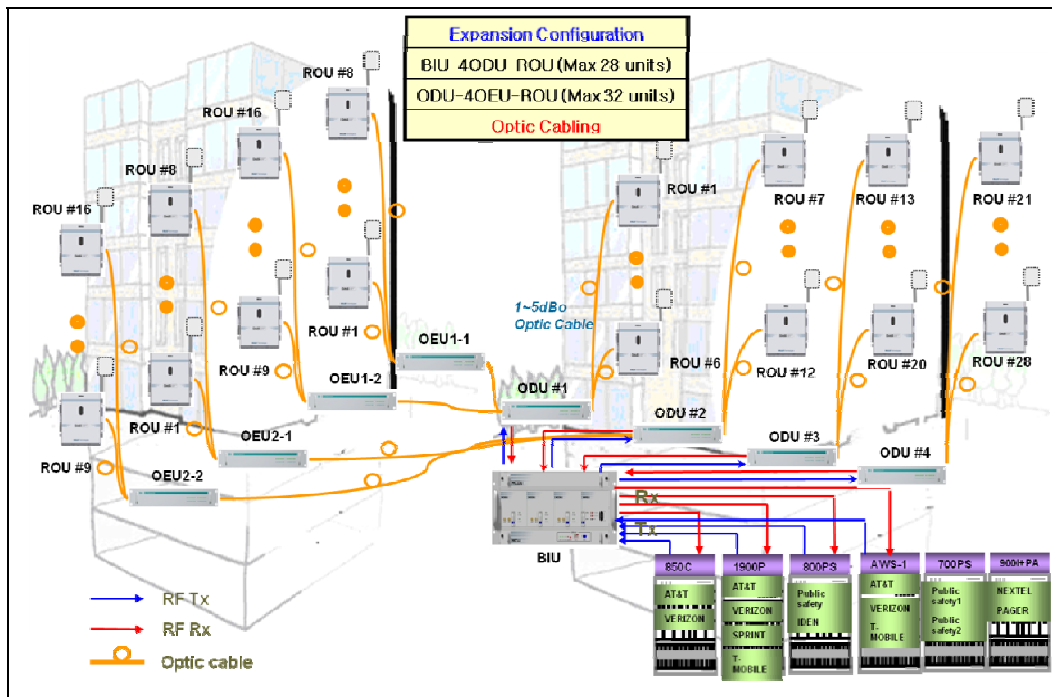 Expansion Configuration
BIU-4ODU-ROU(Max 28 units)
ODU-4OEU-ROU(Max 32 units)
Optic Cabling
ROU #8
ROU #16
ROU #8
ROU #16
ROU #1
ROU #7
ROU #13
ROU #21
1~5dBo
Optic Cable
ROU #1
ROU #9
ROU #1
ROU #9
OEU1-1
OEU1-2
OEU2-1
OEU2-2
ROU #6
ROU #12
ROU #20
ROU #28
ODU #1
ODU #2
ODU #3
ODU #4
BIU
Rx
Tx
850C
AT&T
VERIZON
1900P
AT&T
VERIZON
SPRINT
T-
MOBILE
800PS
Public
safety
IDEN
AWS-1
AT&T
VERIZON
T-
MOBILE
700PS
Public
safety1
Public
safety2
900I+PA
NEXTEL
PAGER
RF Tx
RF Rx
Optic cable